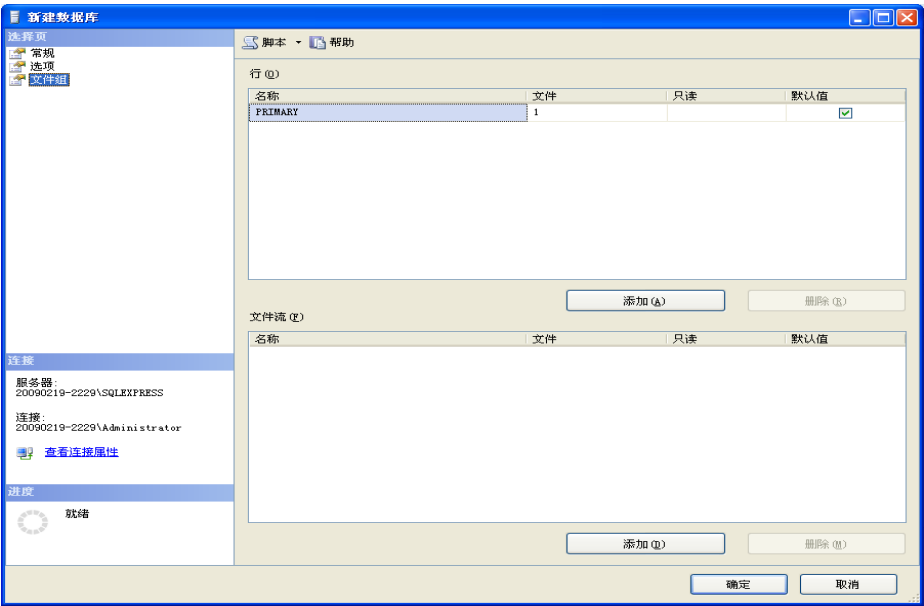 新建数据库
选择页
常规
选项
文件组
脚本 帮助
行(O)
名称 文件 只读 默认值
PRIMARY 1
添加(A) 删除(R)
文件流(F)
名称 文件 只读 默认值
添加(D) 删除(M)
连接
服务器:
20090219-2229\SQLEXPRESS
连接:
20090219-2229\Administrator
查看连接属性
进度
就绪
确定 取消